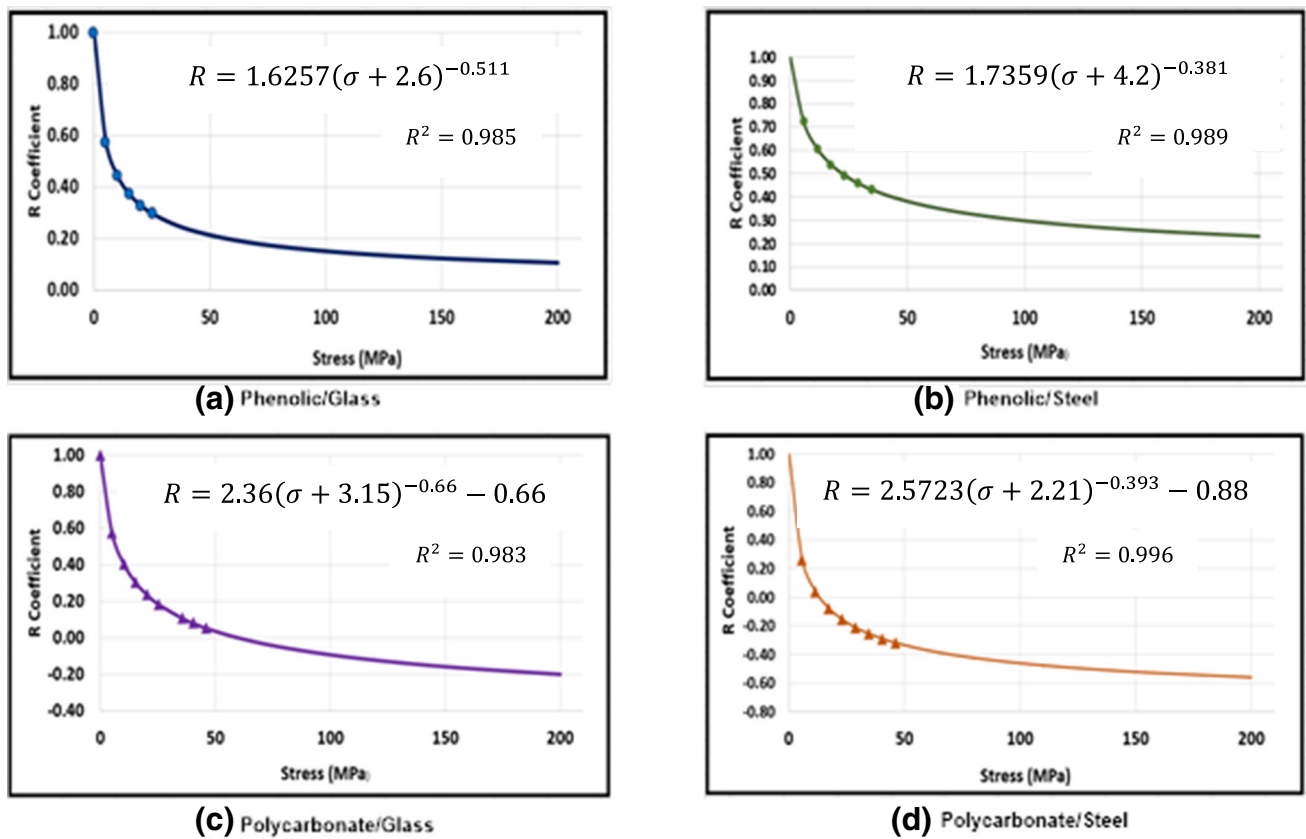 R = 1.6257(σ + 2.6)^−0.511
R² = 0.985
R Coefficient
1.00
0.80
0.60
0.40
0.20
0.00
0 50 100 150 200
Stress (MPa)
(a) Phenolic/Glass
R = 1.7359(σ + 4.2)^−0.381
R² = 0.989
R Coefficient
1.00
0.90
0.80
0.70
0.60
0.50
0.40
0.30
0.20
0.10
0.00
0 50 100 150 200
Stress (MPa)
(b) Phenolic/Steel
R = 2.36(σ + 3.15)^−0.66 − 0.66
R² = 0.983
R Coefficient
1.00
0.80
0.60
0.40
0.20
0.00
-0.20
-0.40
0 50 100 150 200
Stress (MPa)
(c) Polycarbonate/Glass
R = 2.5723(σ + 2.21)^−0.393 − 0.88
R² = 0.996
R Coefficient
1.00
0.80
0.60
0.40
0.20
0.00
-0.20
-0.40
-0.60
-0.80
0 50 100 150 200
Stress (MPa)
(d) Polycarbonate/Steel